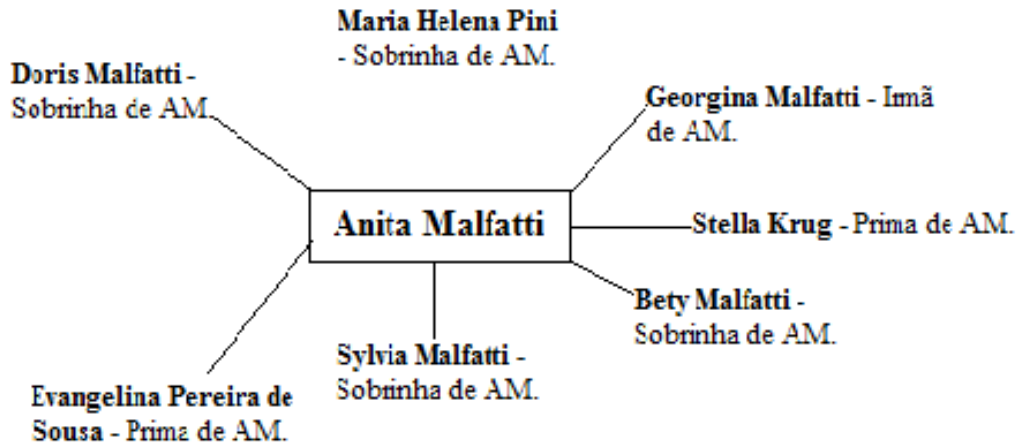 Maria Helena Pini
- Sobrinha de AM.
Doris Malfatti -
Sobrinha de AM.
Georgina Malfatti - Irmã
de AM.
Anita Malfatti
Stella Krug - Prima de AM.
Bety Malfatti -
Sobrinha de AM.
Sylvia Malfatti -
Sobrinha de AM.
Evangelina Pereira de
Sousa - Prima de AM.